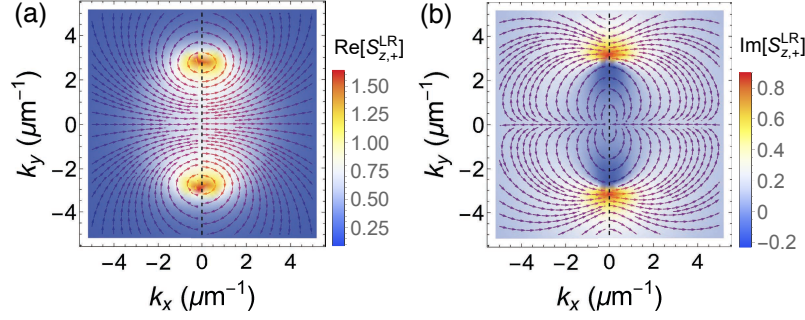 (a)
(b)
Re[S^LR_z,+]
Im[S^LR_z,+]
4
2
0
−2
−4
k_y (μm⁻¹)
−4 −2 0 2 4
k_x (μm⁻¹)
1.50
1.25
1.00
0.75
0.50
0.25
4
2
0
−2
−4
k_y (μm⁻¹)
−4 −2 0 2 4
k_x (μm⁻¹)
0.8
0.6
0.4
0.2
0
−0.2